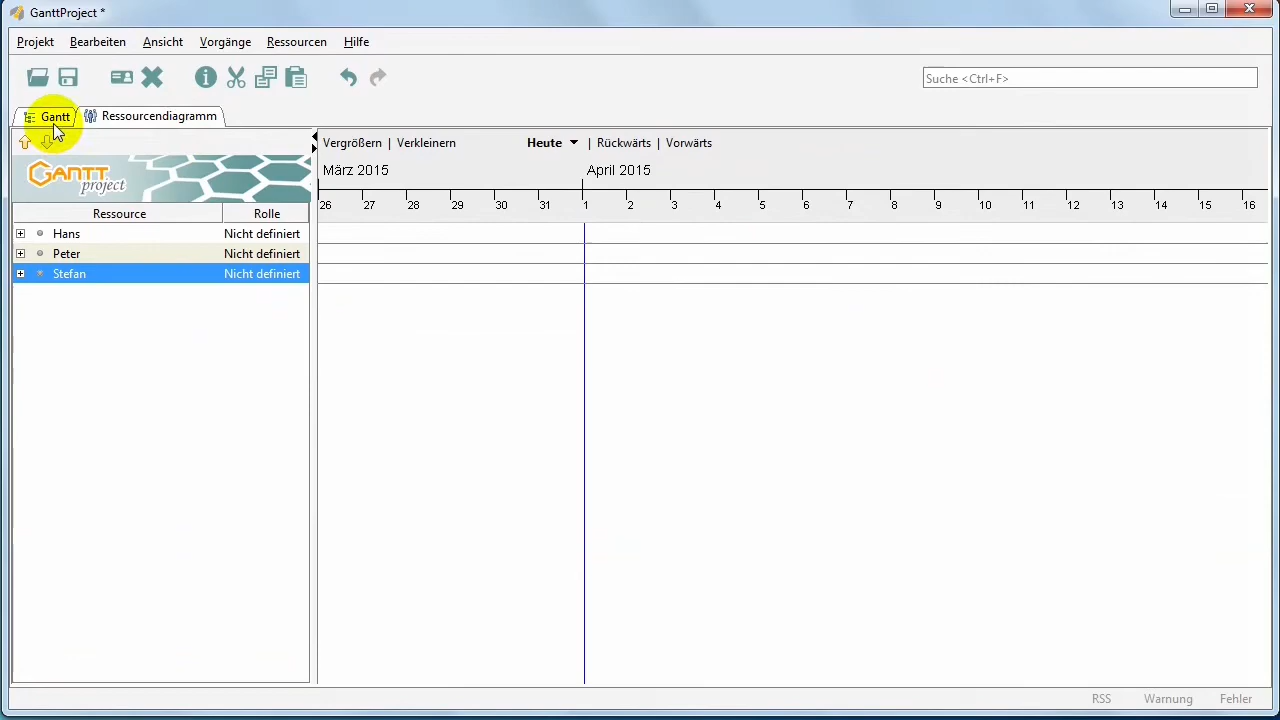 GanttProject *
Projekt Bearbeiten Ansicht Vorgänge Ressourcen Hilfe
Suche <Ctrl+F>
Gantt Ressourcendiagramm
Vergrößern | Verkleinern Heute | Rückwärts | Vorwärts
GANTT project
März 2015 April 2015
26 27 28 29 30 31 1 2 3 4 5 6 7 8 9 10 11 12 13 14 15 16
Ressource Rolle
Hans Nicht definiert
Peter Nicht definiert
Stefan Nicht definiert
RSS Warnung Fehler